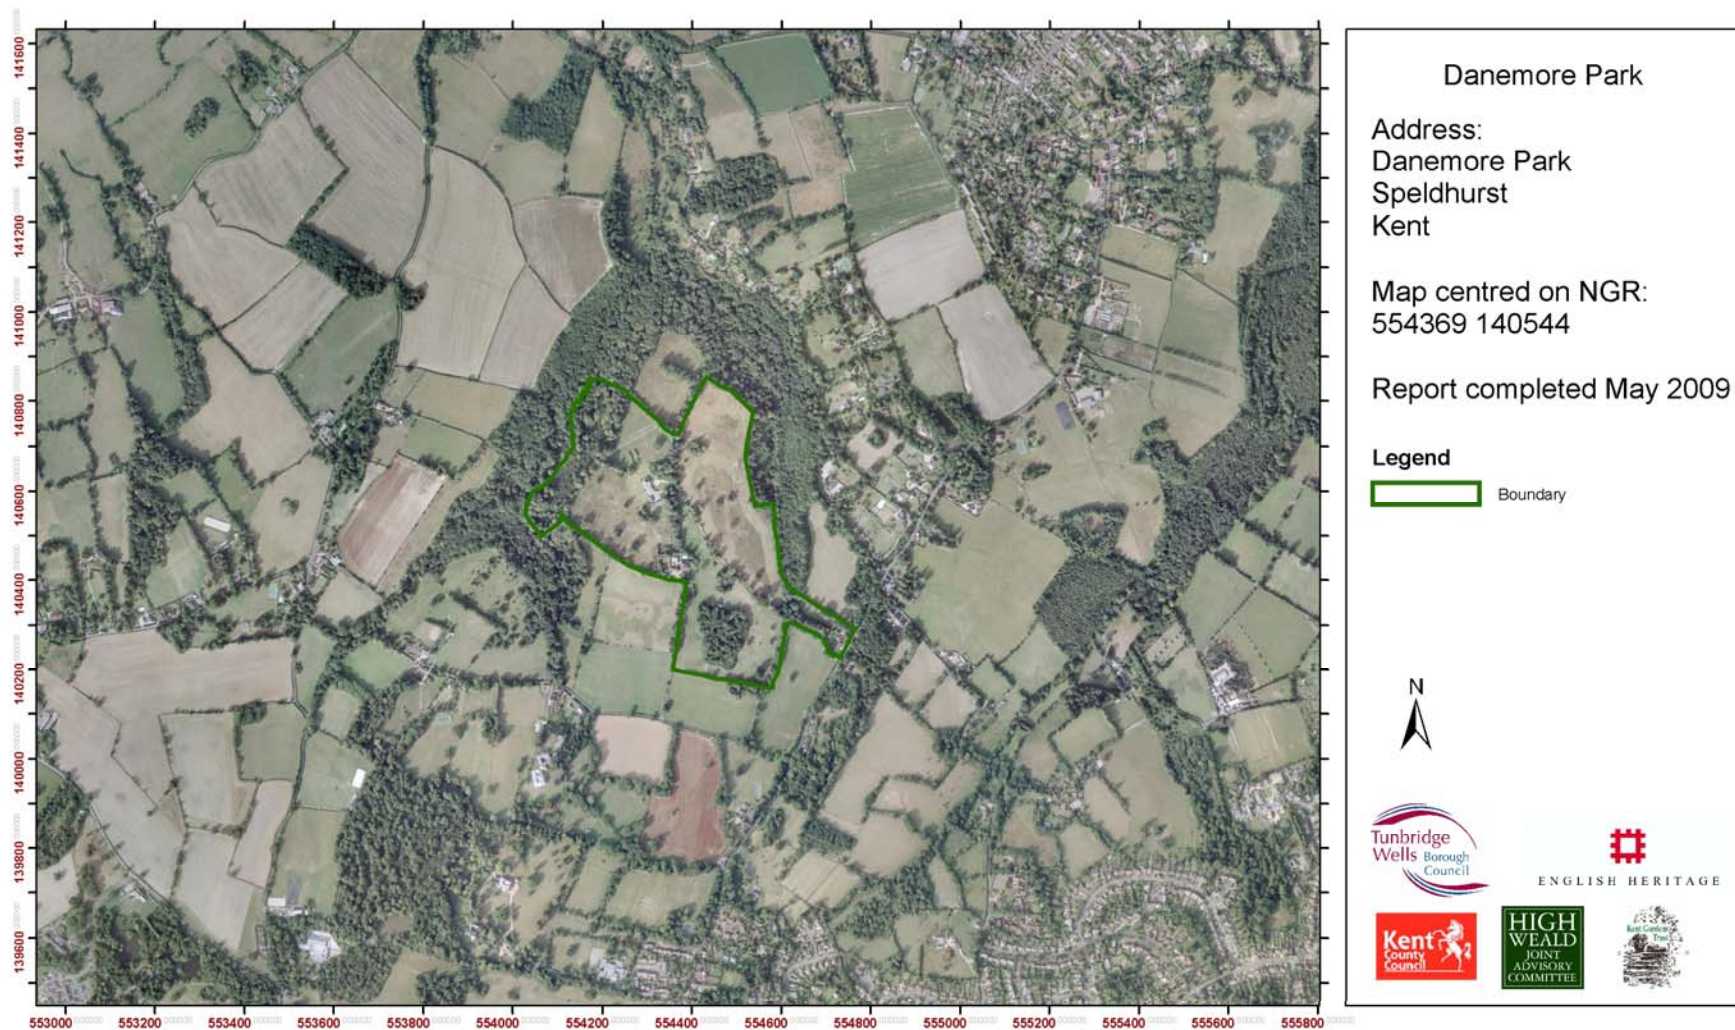 Danemore Park
Address:
Danemore Park
Speldhurst
Kent
Map centred on NGR:
554369 140544
Report completed May 2009
Legend
Boundary
N
Tunbridge
Wells Borough
Council
ENGLISH HERITAGE
Kent
County
Council
HIGH
WEALD
JOINT
ADVISORY
COMMITTEE
Kent Gardens
Trust
141600
141400
141200
141000
140800
140600
140400
140200
140000
139800
139600
553000 553200 553400 553600 553800 554000 554200 554400 554600 554800 555000 555200 555400 555600 555800